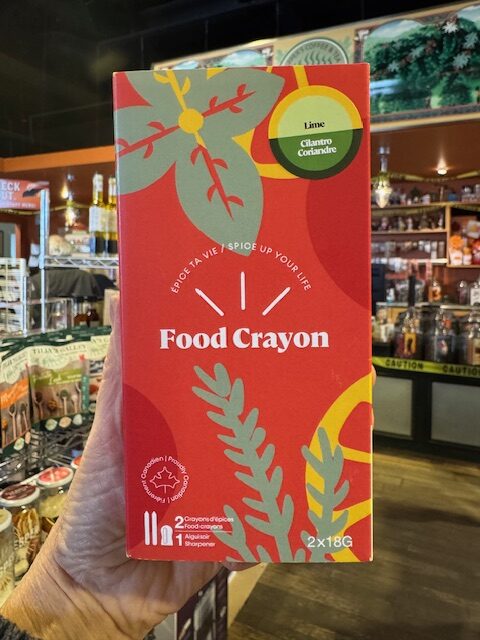 Lime
Cilantro
Coriandre
ÉPICE TA VIE / SPICE UP YOUR LIFE
Food Crayon
Fièrement Canadien | Proudly Canadian |
2 Crayons d'épices
Food-crayons
1 Aiguisoir
Sharpener
2x18G
CAUTION
CAUTION